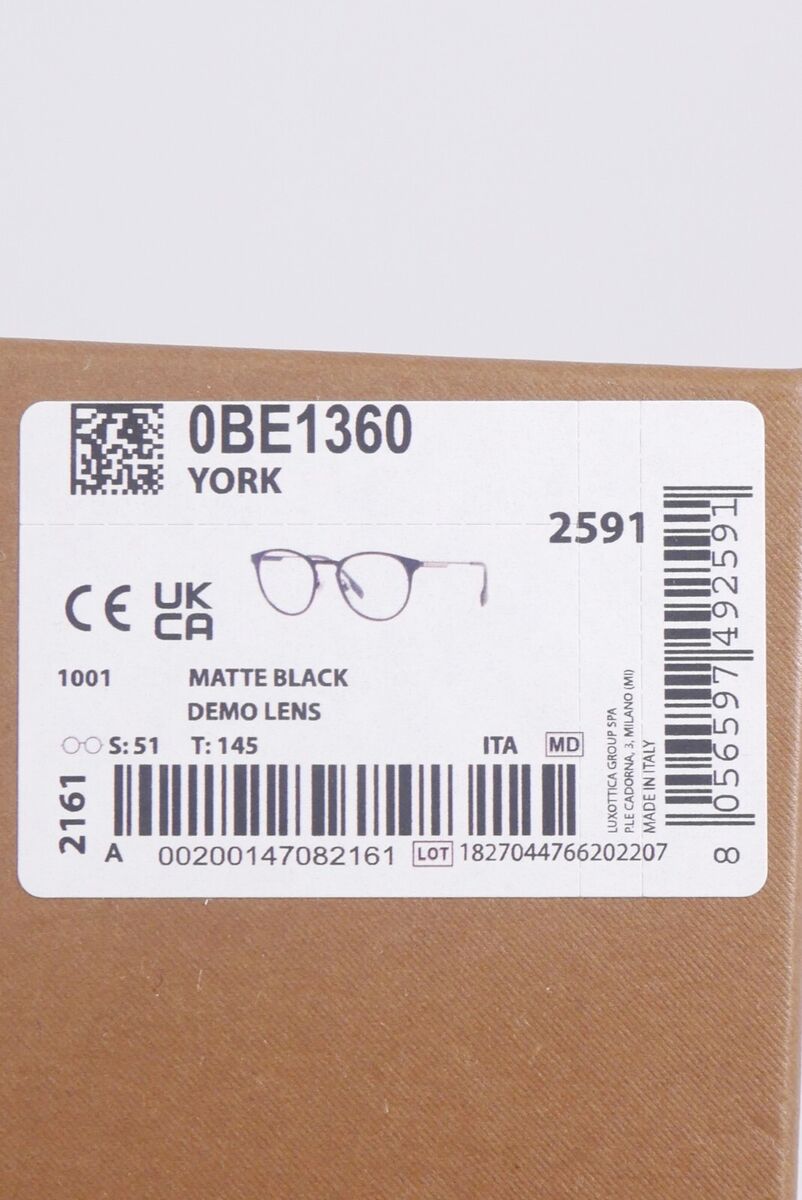 0BE1360
YORK
2591
CE UK
CA
1001 MATTE BLACK
DEMO LENS
S: 51 T: 145 ITA MD
2161
A 00200147082161 LOT 1827044766202207
LUXOTTICA GROUP SPA
PLE CADORNA, 3, MILANO (MI)
MADE IN ITALY
8 056597 492591